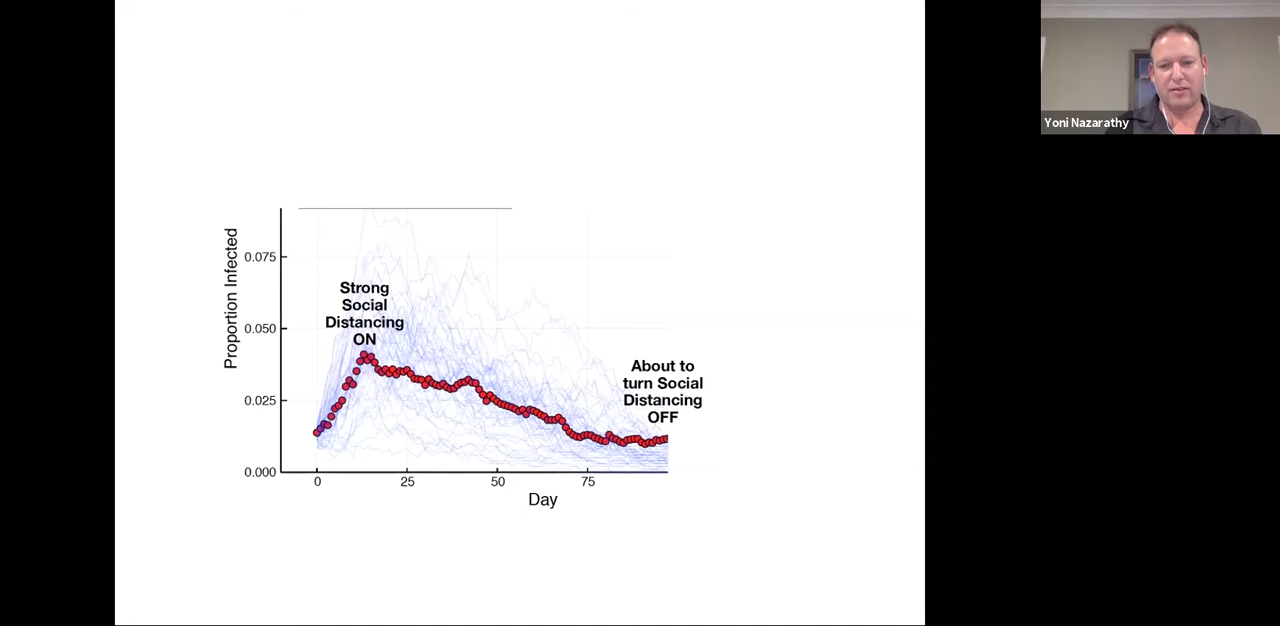 Yoni Nazarathy
Proportion Infected
0.075
0.050
0.025
0.000
Strong
Social
Distancing
ON
About to
turn Social
Distancing
OFF
0
25
50
75
Day